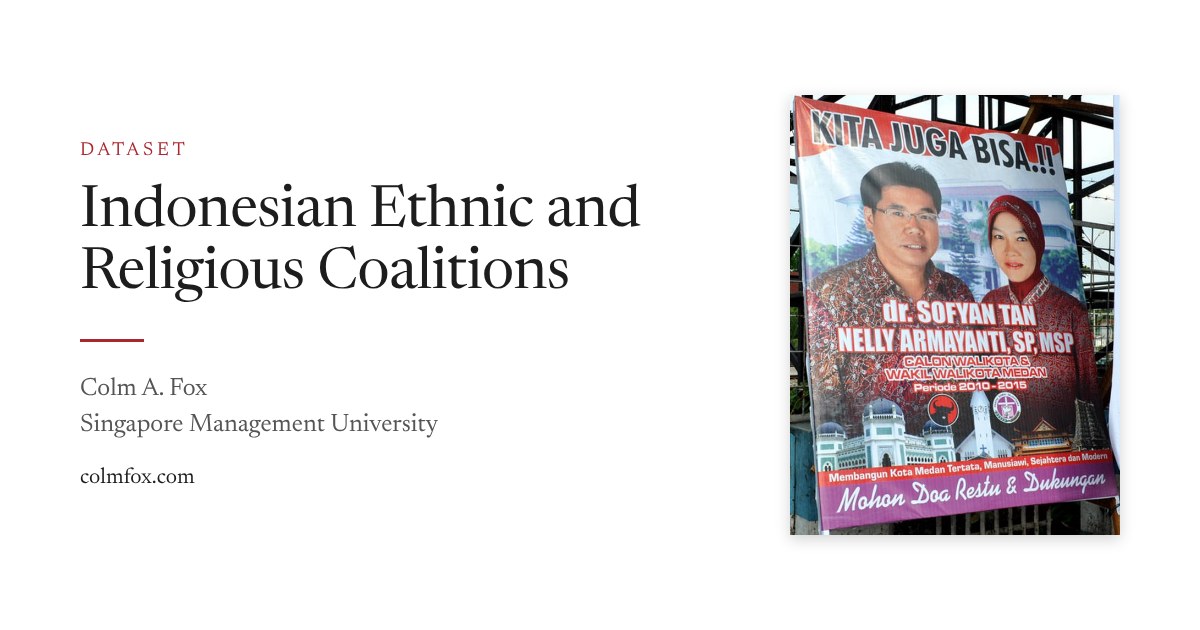 DATASET
Indonesian Ethnic and
Religious Coalitions
Colm A. Fox
Singapore Management University
colmfox.com
KITA JUGA BISA.!!
dr. SOFYAN TAN
NELLY ARMAYANTI, SP, MSP
CALON WALIKOTA &
WAKIL WALIKOTA MEDAN
Periode 2010 - 2015
Membangun Kota Medan Tertata, Manusiawi, Sejahtera dan Modern
Mohon Doa Restu & Dukungan